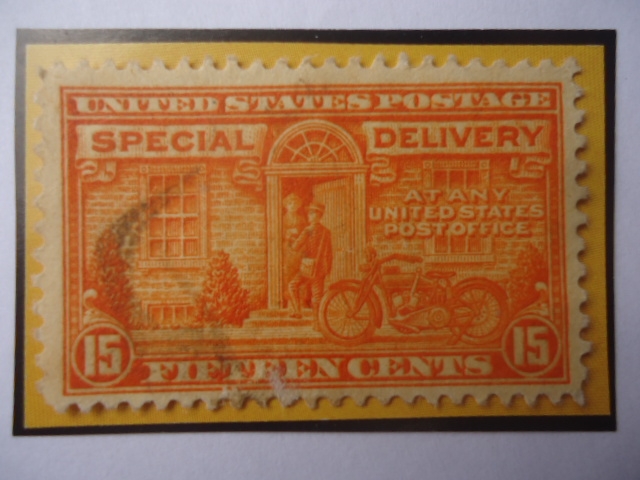 UNITED STATES POSTAGE
SPECIAL DELIVERY
AT ANY
UNITED STATES
POST OFFICE
15 FIFTEEN CENTS 15